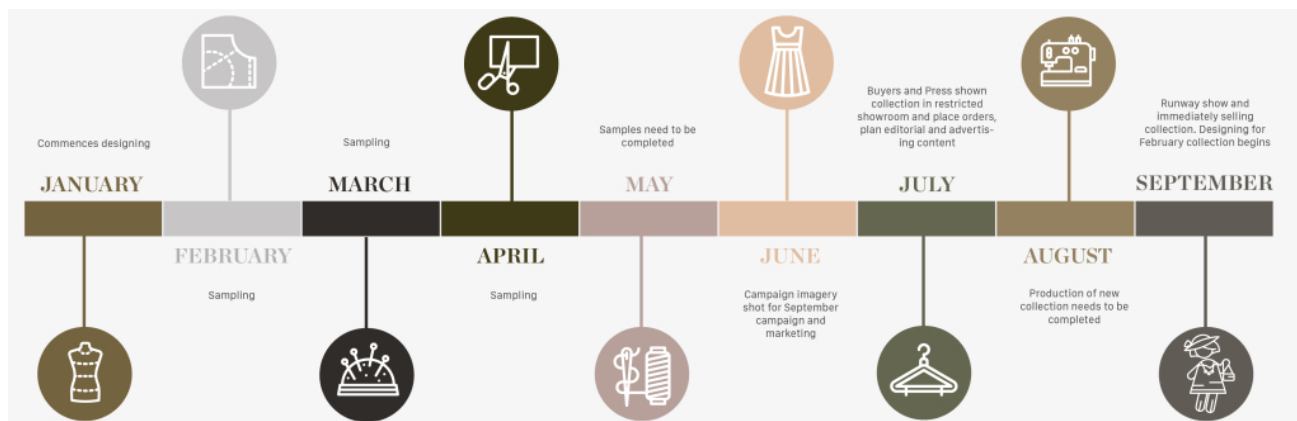 Commences designing
JANUARY
FEBRUARY
Sampling
Sampling
MARCH
APRIL
Sampling
Samples need to be
completed
MAY
JUNE
Campaign imagery
shot for September
campaign and
marketing
Buyers and Press shown
collection in restricted
showroom and place orders,
plan editorial and advertis-
ing content
JULY
AUGUST
Production of new
collection needs to be
completed
Runway show and
immediately selling
collection. Designing for
February collection begins
SEPTEMBER